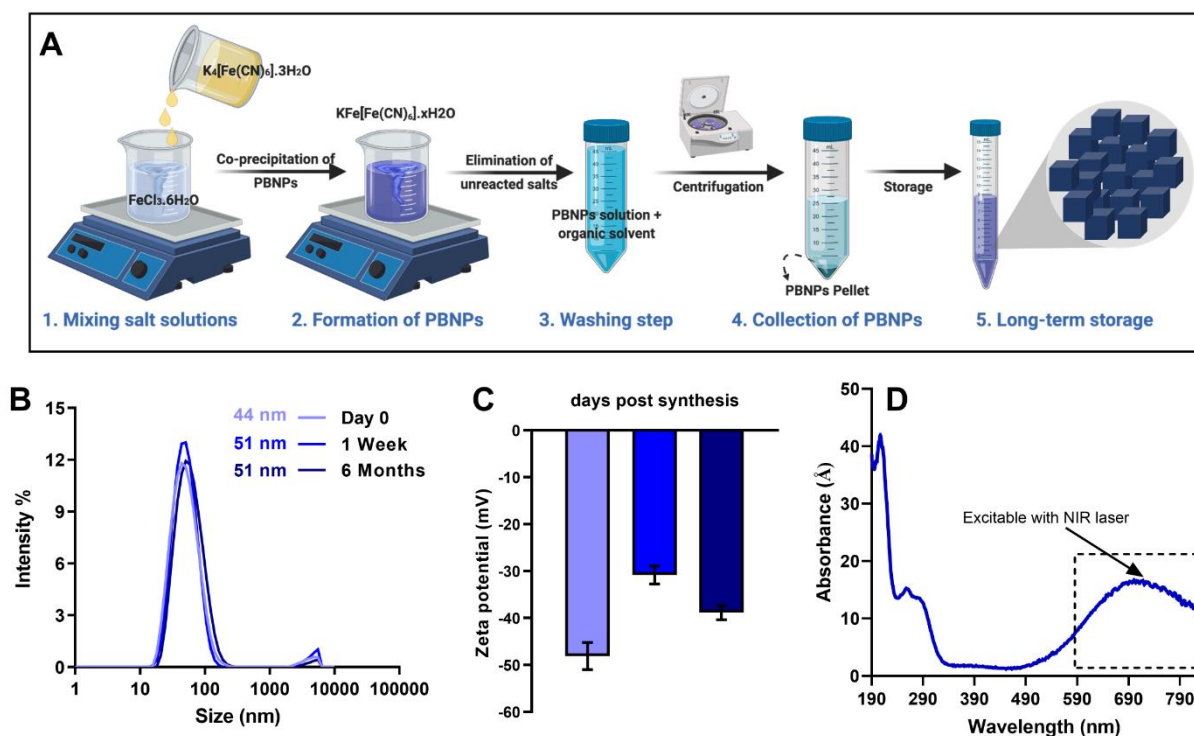 A
K₄[Fe(CN)₆].3H₂O
FeCl₃.6H₂O
Co-precipitation of
PBNPs
KFe[Fe(CN)₆].xH2O
Elimination of
unreacted salts
PBNPs solution +
organic solvent
Centrifugation
PBNPs Pellet
Storage
1. Mixing salt solutions
2. Formation of PBNPs
3. Washing step
4. Collection of PBNPs
5. Long-term storage
B
Intensity %
15
12
9
6
3
0
44 nm Day 0
51 nm 1 Week
51 nm 6 Months
1 10 100 1000 10000 100000
Size (nm)
C
days post synthesis
Zeta potential (mV)
0
-10
-20
-30
-40
-50
-60
D
Absorbance (Å)
50
40
30
20
10
0
Excitable with NIR laser
190 290 390 490 590 690 790
Wavelength (nm)